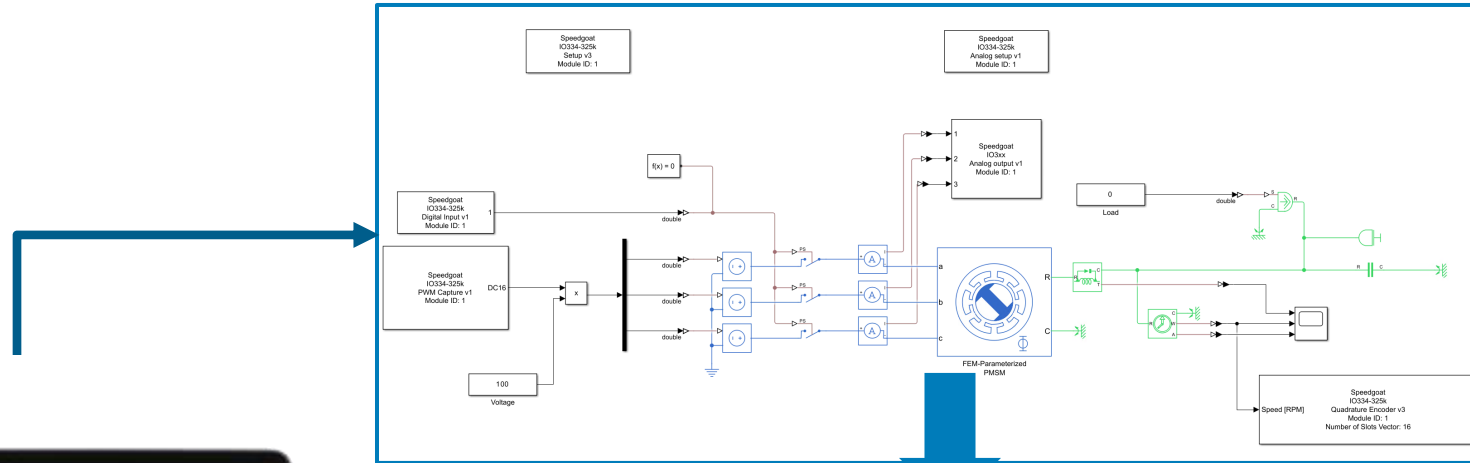 Speedgoat
IO334-325k
Setup v3
Module ID: 1
Speedgoat
IO334-325k
Analog setup v1
Module ID: 1
1
2
3
Speedgoat
IO3xx
Analog output v1
Module ID: 1
f(x) = 0
Speedgoat
IO334-325k
Digital Input v1
Module ID: 1
1
double
0
Load
double
S
C
R
Speedgoat
IO334-325k
PWM Capture v1
Module ID: 1
DC16
x
double
double
double
PS
PS
PS
A
A
A
I
I
I
a
b
c
R
C
FEM-Parameterized
PMSM
C
T
R
C
R
C
W
A
100
Voltage
Speed [RPM]
Speedgoat
IO334-325k
Quadrature Encoder v3
Module ID: 1
Number of Slots Vector: 16